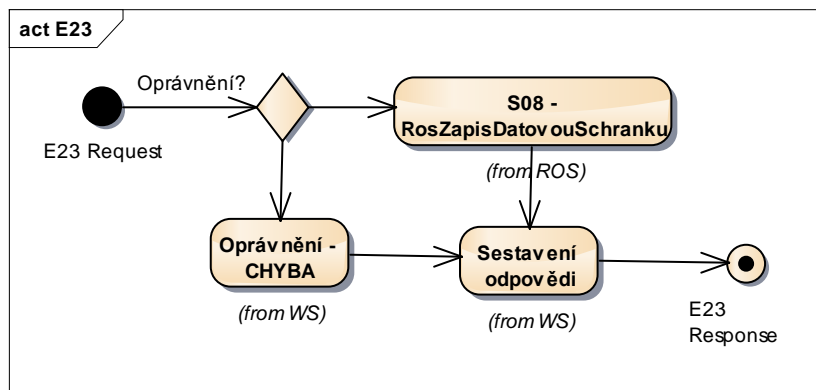 act E23
Oprávnění?
E23 Request
S08 -
RosZapisDatovouSchranku
(from ROS)
Oprávnění -
CHYBA
(from WS)
Sestavení
odpovědi
(from WS)
E23
Response